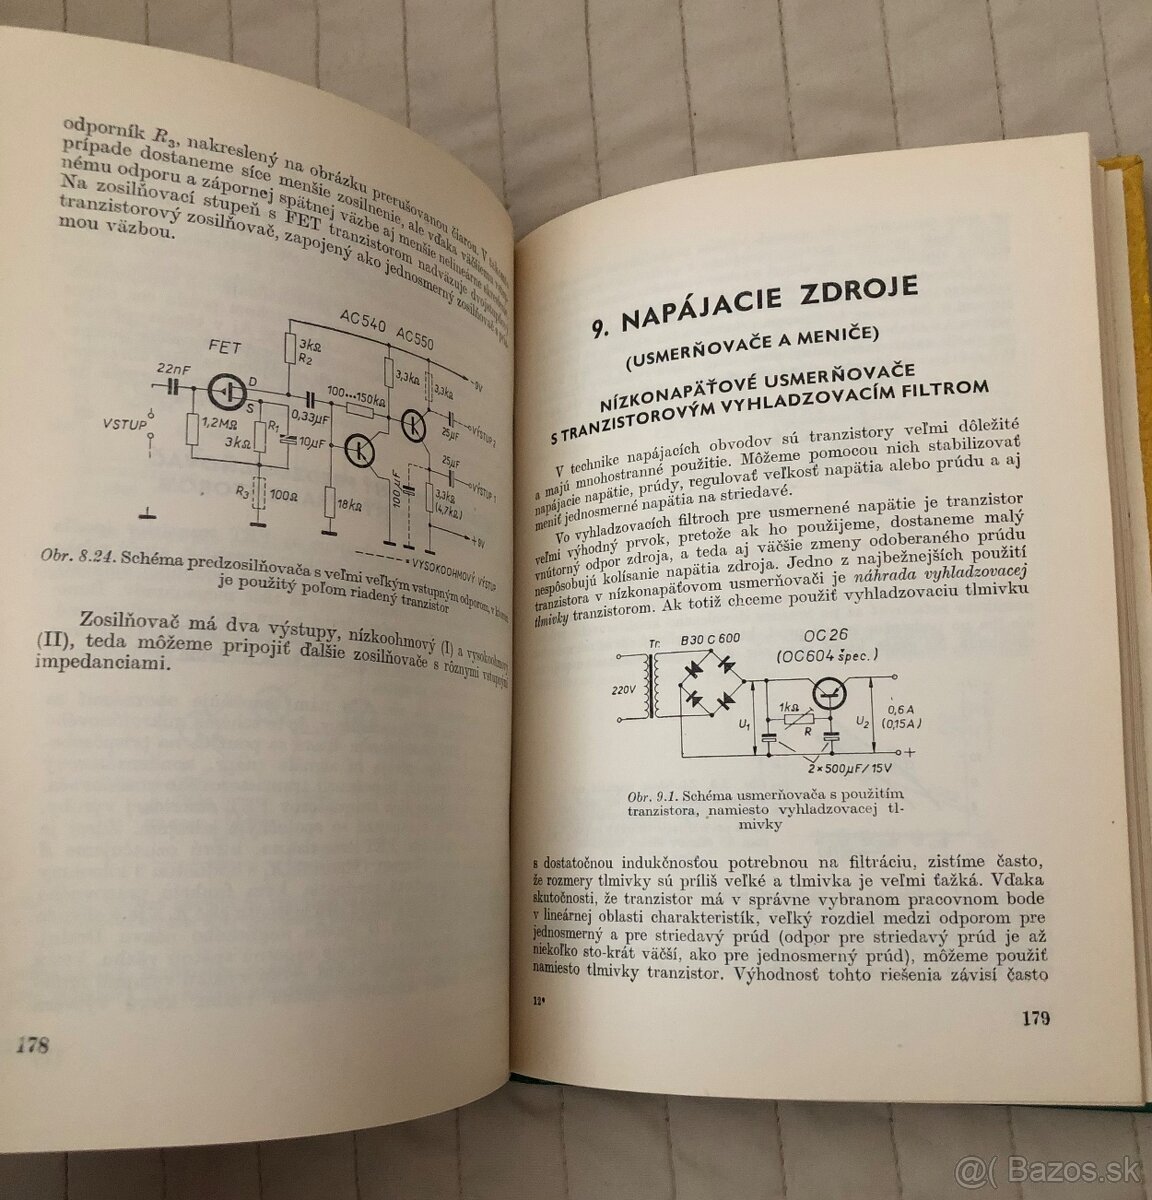 odporník R₃, nakreslený na obrázku prerušovanou čiarou. V takom
prípade dostaneme síce menšie zosilnenie, ale vďaka väčšiemu
nému odporu a zápornej spätnej väzbe aj menšie nelineárne
Na zosilňovací stupeň s FET tranzistorom nadväzuje dvojstupňový
tranzistorový zosilňovač, zapojený ako jednosmerný zosilňovač s
mou väzbou.
AC540 AC550
FET
3kΩ
R2
22nF
D
S
3,3kΩ
3,3kΩ
-9V
100...150kΩ
0,33μF
VSTUP
1,2MΩ
R1
3kΩ
10μF
25μF
VÝSTUP 2
25μF
VÝSTUP 1
R3
100Ω
18kΩ
100μF
3,3kΩ
(4,7kΩ)
+9V
VYSOKOOHMOVÝ VÝSTUP
Obr. 8.24. Schéma predzosilňovača s veľmi veľkým vstupným odporom, v ktorom
je použitý poľom riadený tranzistor
Zosilňovač má dva výstupy, nízkoohmový (I) a vysokoohmový
(II), teda môžeme pripojiť ďalšie zosilňovače s rôznymi vstupnými
impedanciami.
178
9. NAPÁJACIE ZDROJE
(USMERŇOVAČE A MENIČE)
NÍZKONAPÄŤOVÉ USMERŇOVAČE
S TRANZISTOROVÝM VYHLADZOVACÍM FILTROM
V technike napájacích obvodov sú tranzistory veľmi dôležité
a majú mnohostranné použitie. Môžeme pomocou nich stabilizovať
napájacie napätie, prúdy, regulovať veľkosť napätia alebo prúdu a aj
meniť jednosmerné napätia na striedavé.
Vo vyhladzovacích filtroch pre usmernené napätie je tranzistor
veľmi výhodný prvok, pretože ak ho použijeme, dostaneme malý
vnútorný odpor zdroja, a teda aj väčšie zmeny odoberaného prúdu
nespôsobujú kolísanie napätia zdroja. Jedno z najbežnejších použití
tranzistora v nízkonapäťovom usmerňovači je náhrada vyhladzovacej
tlmivky tranzistorom. Ak totiž chceme použiť vyhladzovaciu tlmivku
Tr.
B30 C 600
OC26
(OC604 špec.)
220V
1kΩ
R
U1
U2
0,6A
(0,15A)
+
2×500μF/15V
Obr. 9.1. Schéma usmerňovača s použitím
tranzistora, namiesto vyhladzovacej tl-
mivky
s dostatočnou indukčnosťou potrebnou na filtráciu, zistíme často,
že rozmery tlmivky sú príliš veľké a tlmivka je veľmi ťažká. Vďaka
skutočnosti, že tranzistor má v správne vybranom pracovnom bode
v lineárnej oblasti charakteristík, veľký rozdiel medzi odporom pre
jednosmerný a pre striedavý prúd (odpor pre striedavý prúd je až
niekoľko sto-krát väčší, ako pre jednosmerný prúd), môžeme použiť
namiesto tlmivky tranzistor. Výhodnosť tohto riešenia závisí často
12*
179
@( Bazos.sk